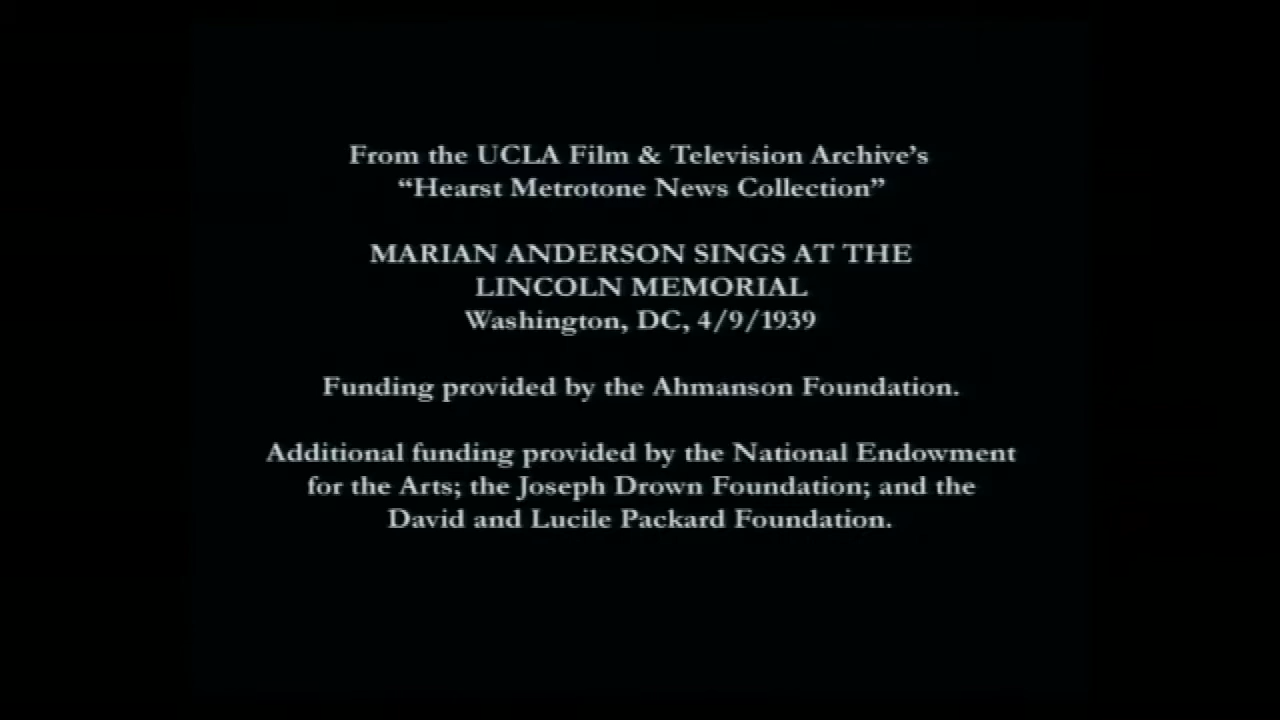 From the UCLA Film & Television Archive’s
“Hearst Metrotone News Collection”
MARIAN ANDERSON SINGS AT THE
LINCOLN MEMORIAL
Washington, DC, 4/9/1939
Funding provided by the Ahmanson Foundation.
Additional funding provided by the National Endowment
for the Arts; the Joseph Drown Foundation; and the
David and Lucile Packard Foundation.